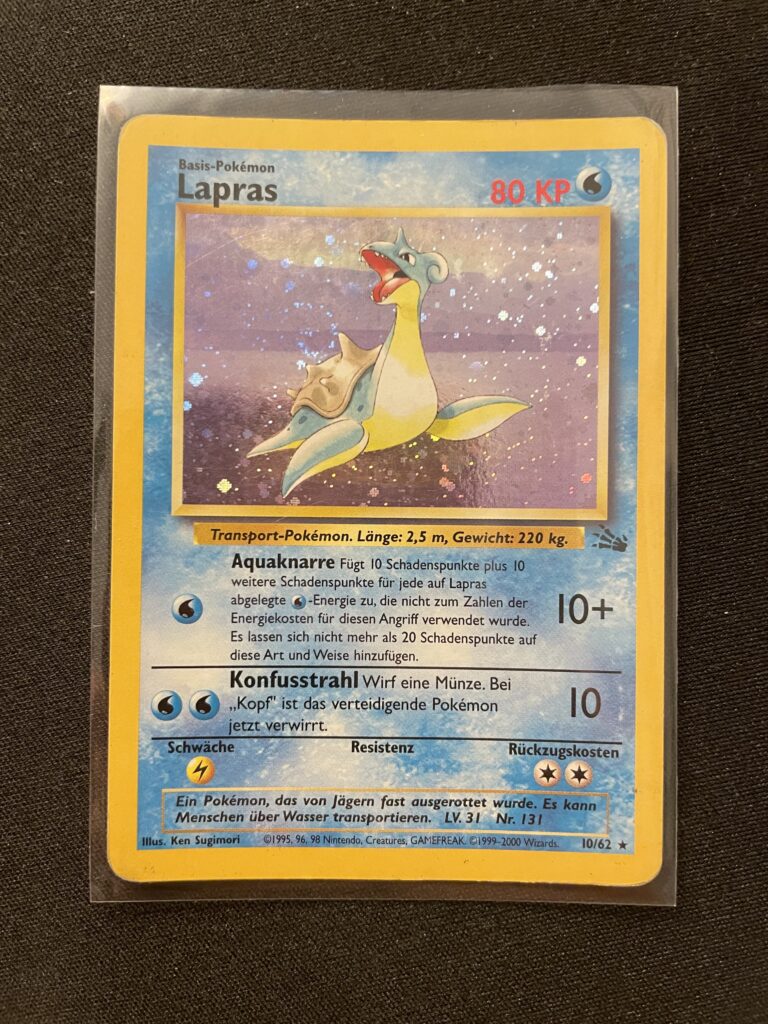 Basis-Pokémon
Lapras
80 KP
Transport-Pokémon. Länge: 2,5 m, Gewicht: 220 kg.
Aquaknarre Fügt 10 Schadenspunkte plus 10
weitere Schadenspunkte für jede auf Lapras
abgelegte -Energie zu, die nicht zum Zahlen der
Energiekosten für diesen Angriff verwendet wurde.
Es lassen sich nicht mehr als 20 Schadenspunkte auf
diese Art und Weise hinzufügen.
10+
Konfusstrahl Wirf eine Münze. Bei
„Kopf" ist das verteidigende Pokémon
jetzt verwirrt.
10
Schwäche Resistenz Rückzugskosten
Ein Pokémon, das von Jägern fast ausgerottet wurde. Es kann
Menschen über Wasser transportieren. LV. 31 Nr. 131
Illus. Ken Sugimori ©1995, 96, 98 Nintendo, Creatures, GAMEFREAK. ©1999-2000 Wizards. 10/62 ★